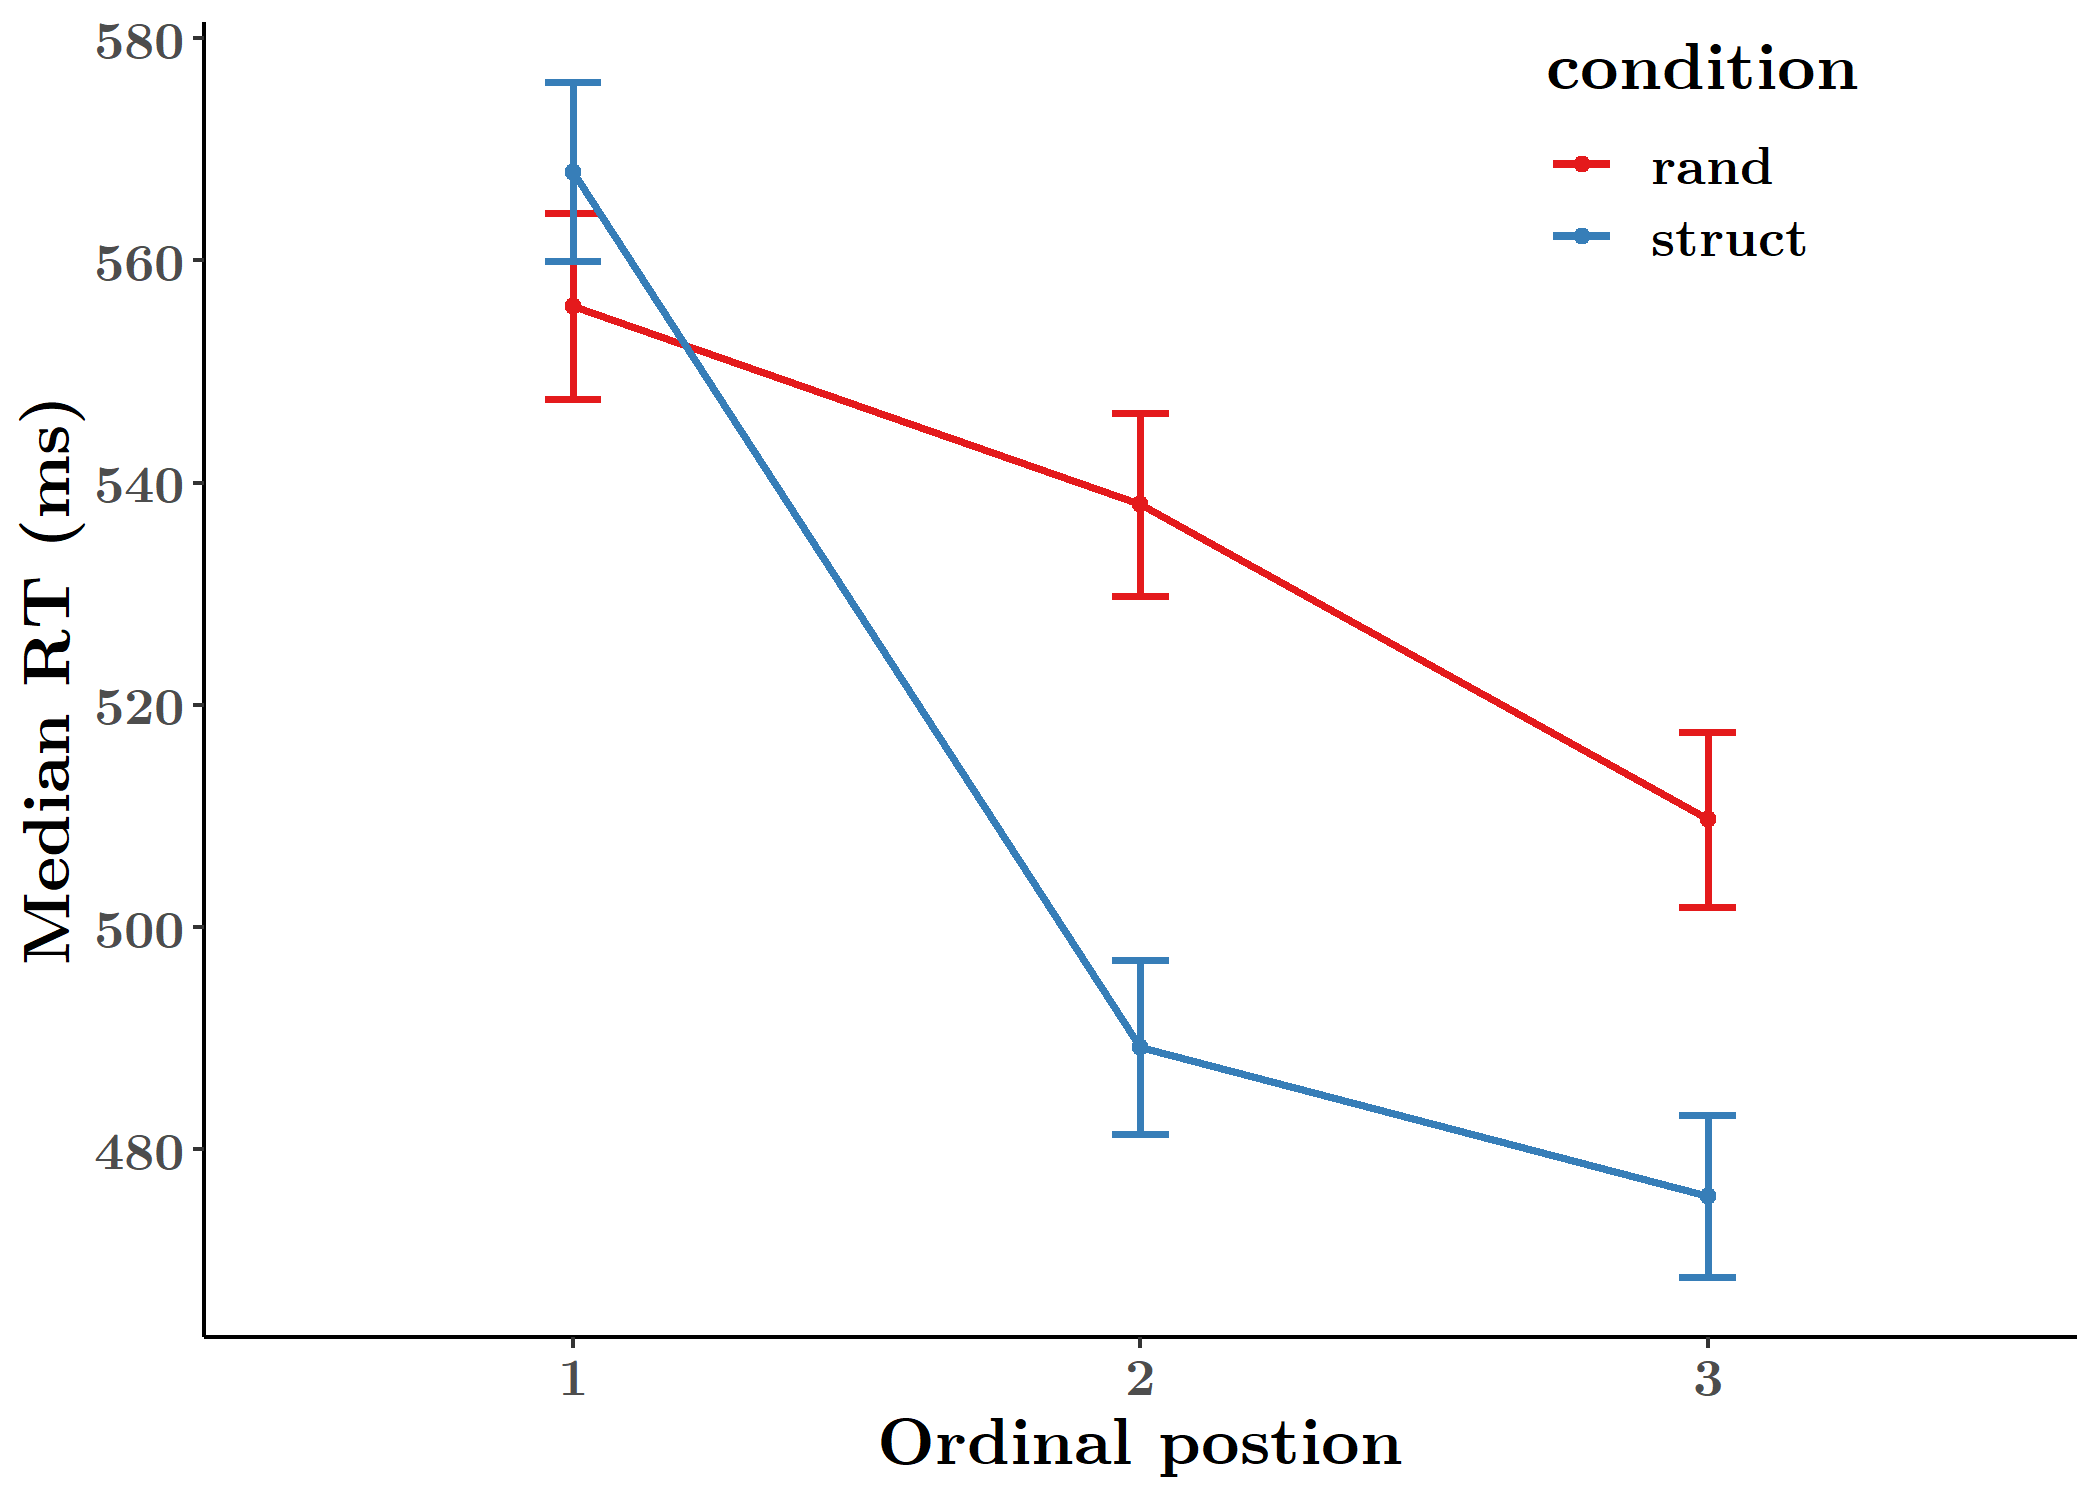 580
560
540
520
500
480
Median RT (ms)
condition
rand
struct
1 2 3
Ordinal postion